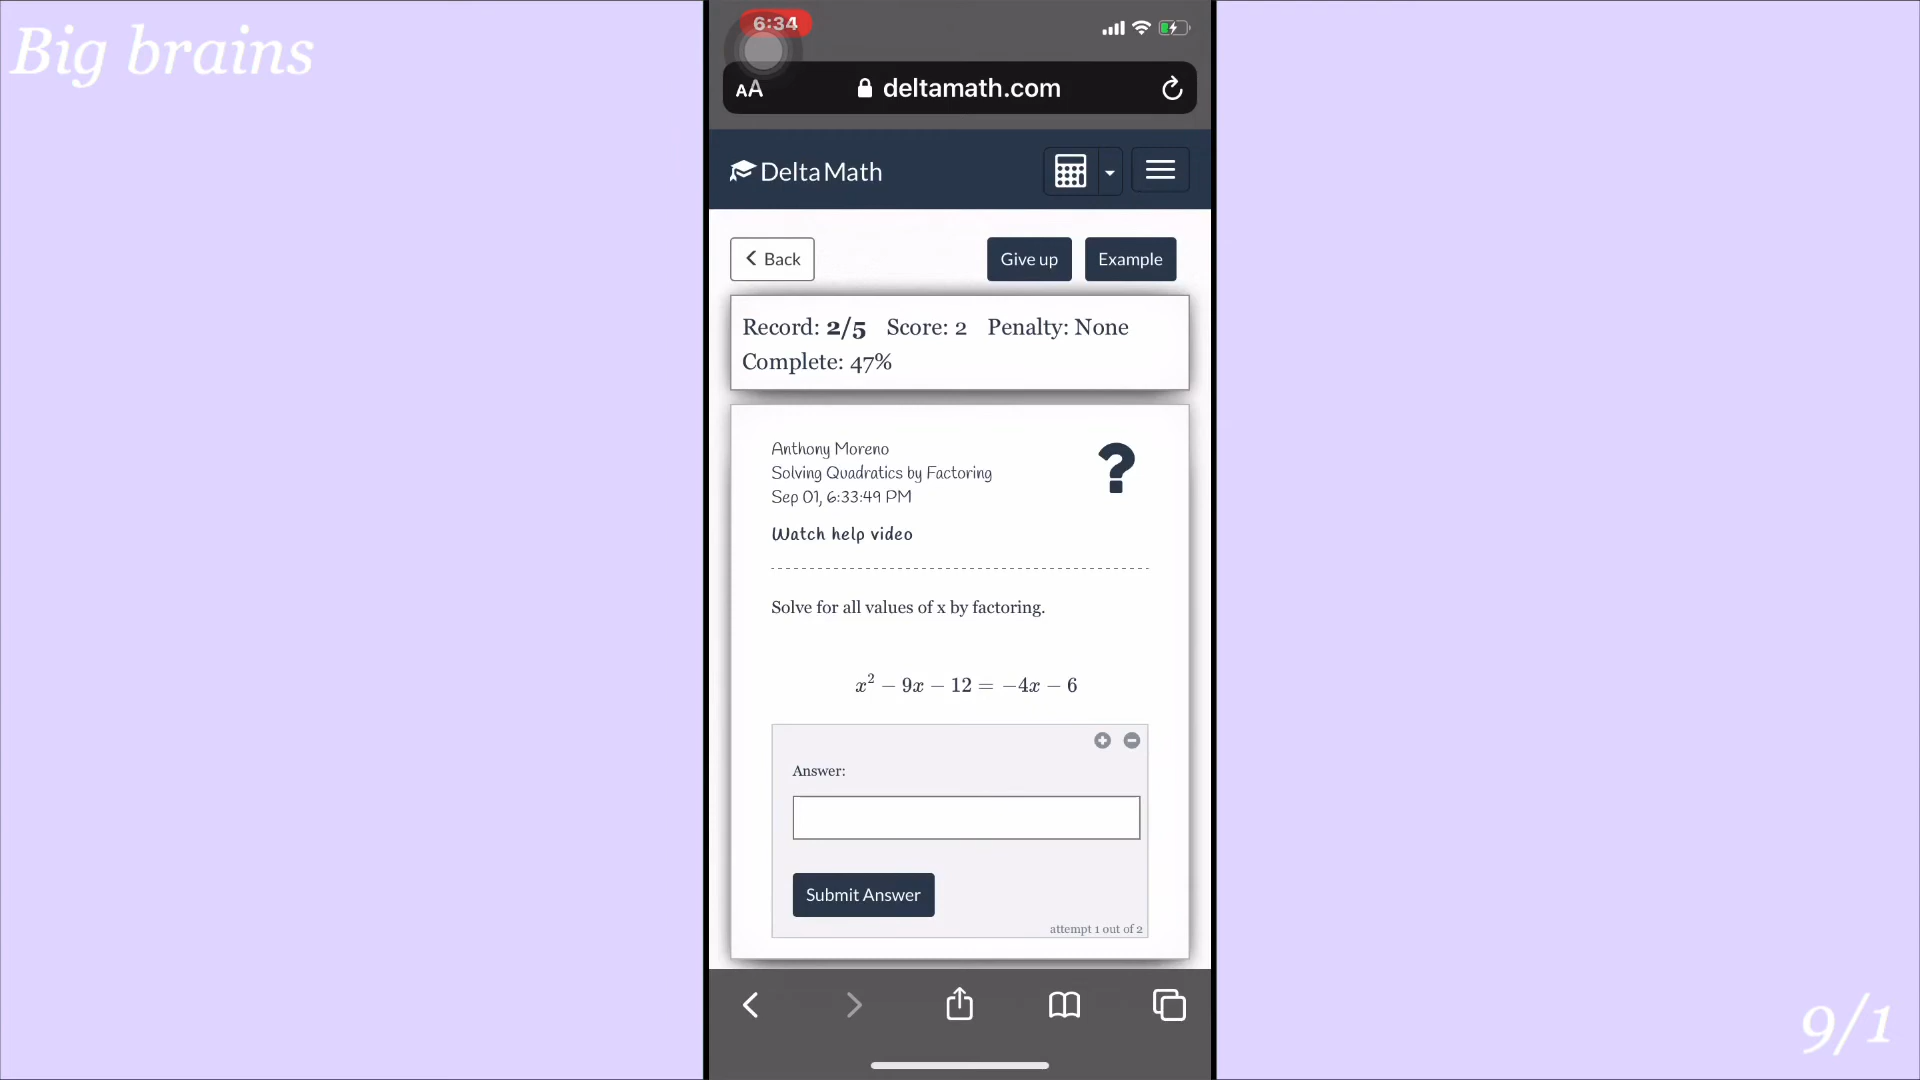 Big brains
6:34
AA deltamath.com
DeltaMath
Back Give up Example
Record: 2/5 Score: 2 Penalty: None
Complete: 47%
Anthony Moreno
Solving Quadratics by Factoring
Sep 01, 6:33:49 PM
?
Watch help video
Solve for all values of x by factoring.
x² − 9x − 12 = −4x − 6
Answer:
Submit Answer
attempt 1 out of 2
9/1